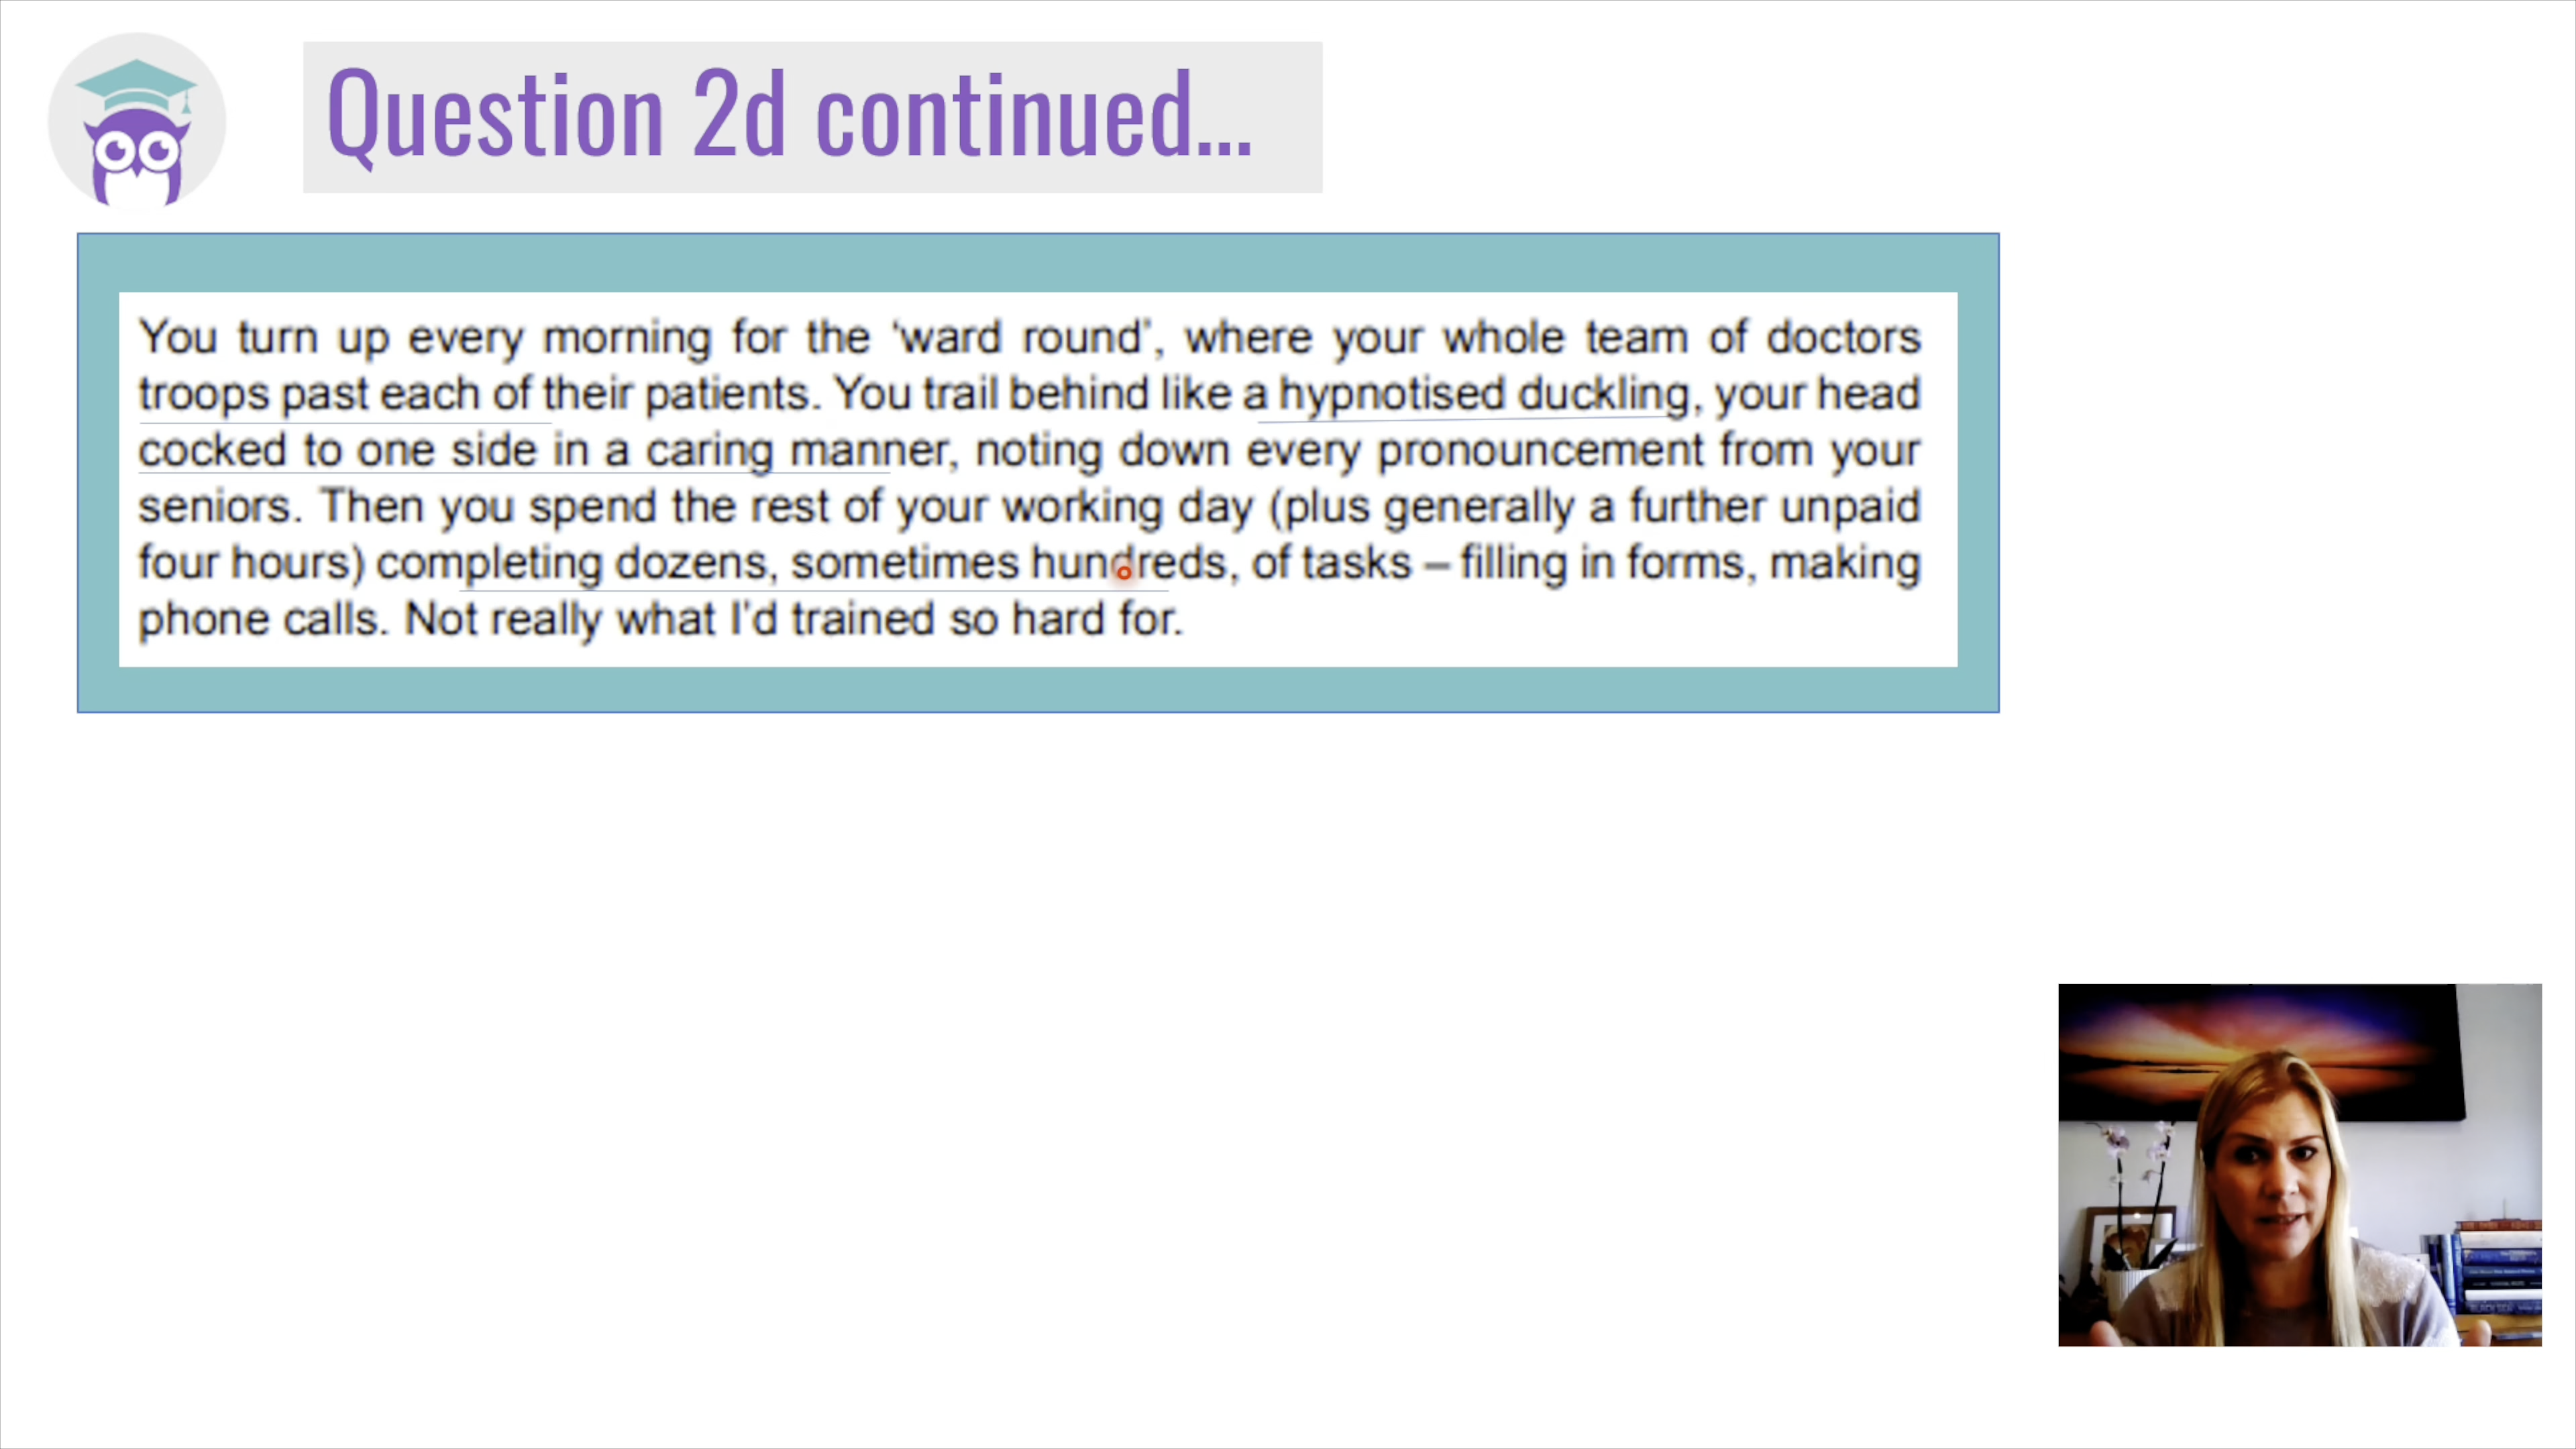 Question 2d continued...
You turn up every morning for the ‘ward round’, where your whole team of doctors
troops past each of their patients. You trail behind like a hypnotised duckling, your head
cocked to one side in a caring manner, noting down every pronouncement from your
seniors. Then you spend the rest of your working day (plus generally a further unpaid
four hours) completing dozens, sometimes hundreds, of tasks – filling in forms, making
phone calls. Not really what I’d trained so hard for.